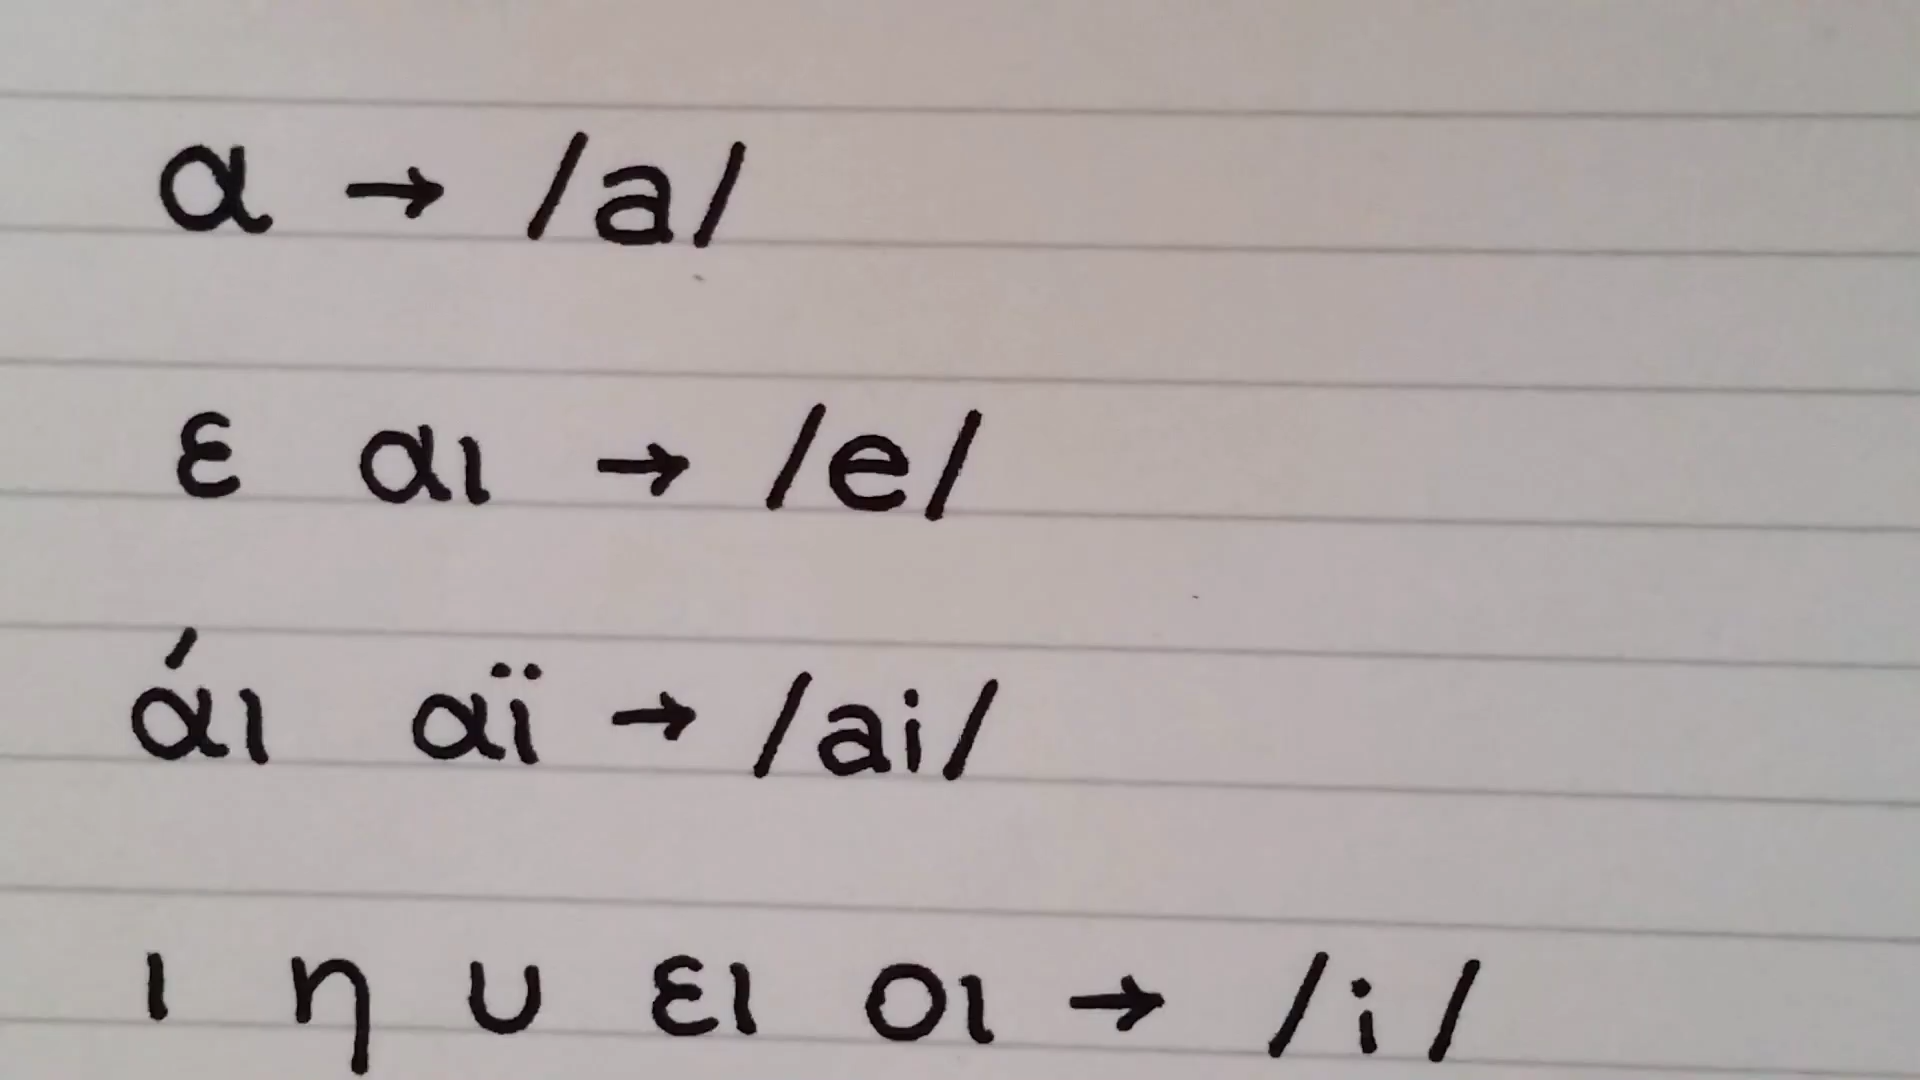 α → /a/
ε αι → /e/
άι αϊ → /ai/
ι η υ ει οι → /i/